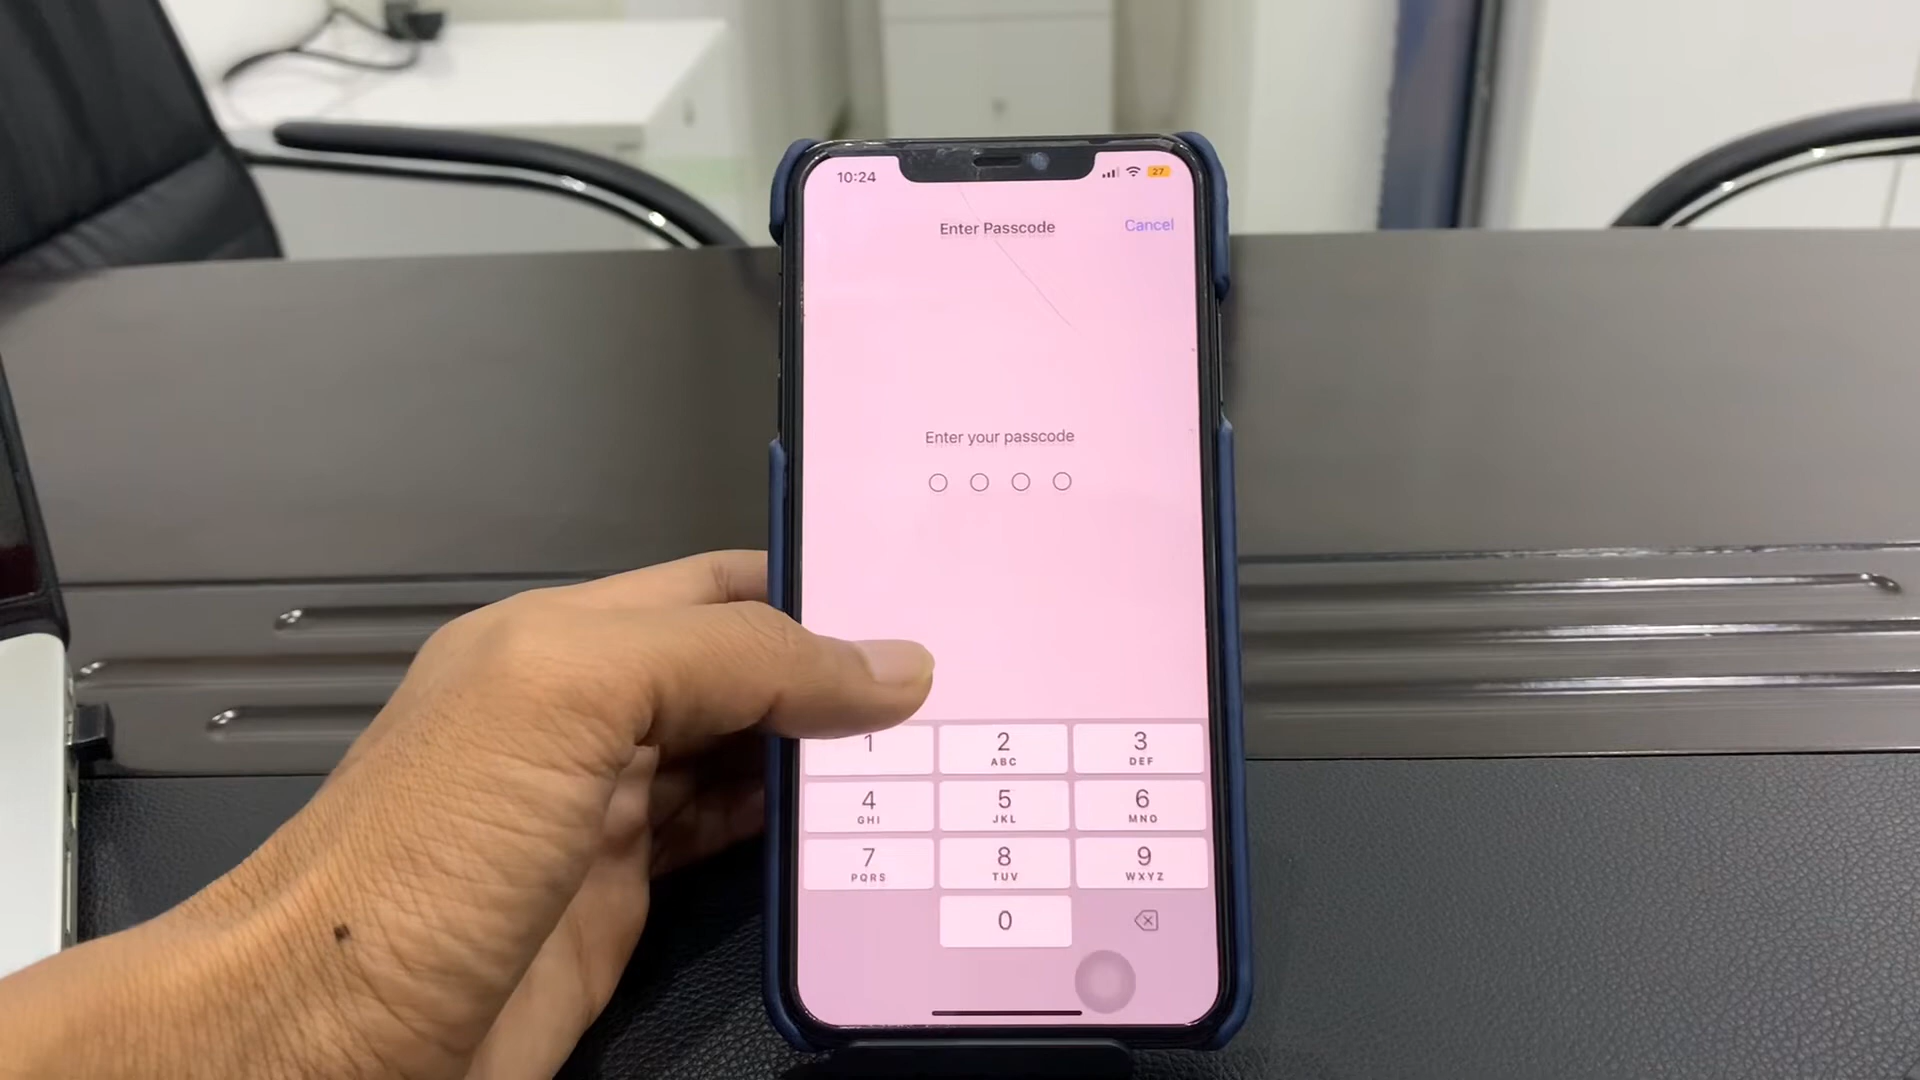 10:24
27
Enter Passcode
Cancel
Enter your passcode
1
2
3
ABC
DEF
4
5
6
GHI
JKL
MNO
7
8
9
PQRS
TUV
WXYZ
0